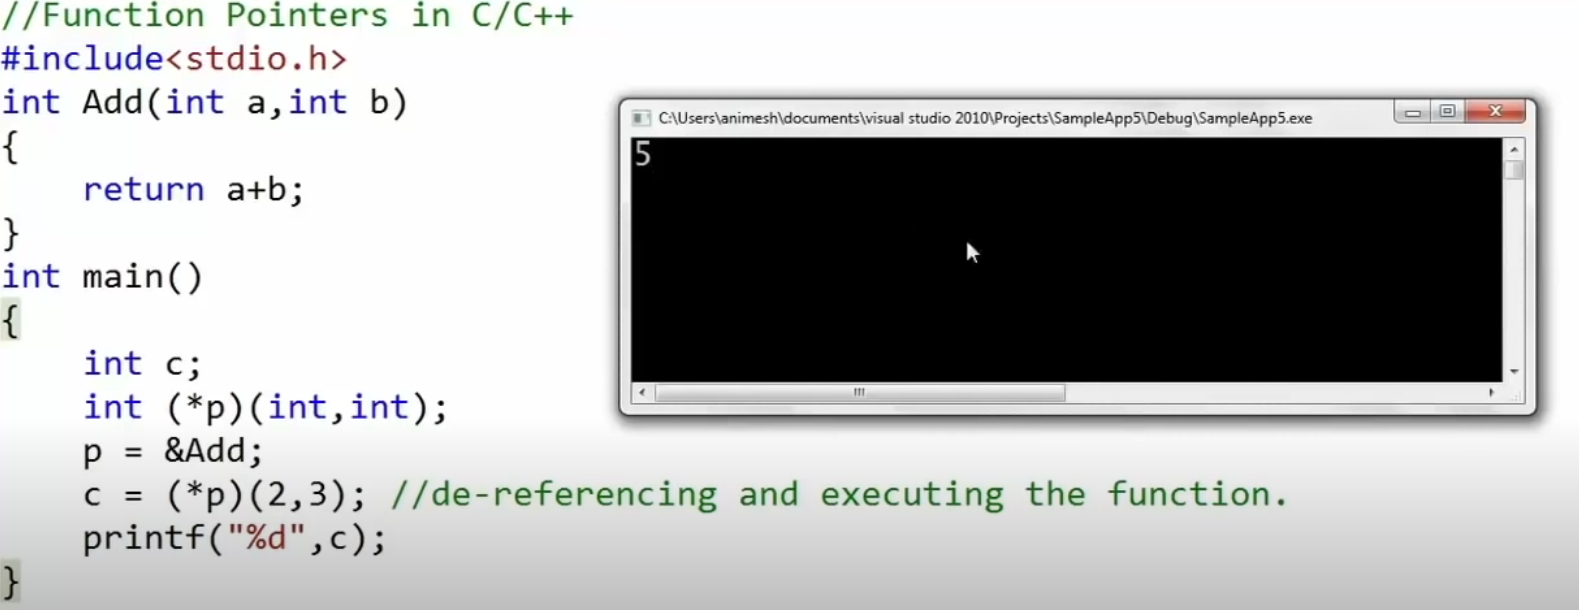 //Function Pointers in C/C++
#include<stdio.h>
int Add(int a,int b)
{
    return a+b;
}
int main()
{
    int c;
    int (*p)(int,int);
    p = &Add;
    c = (*p)(2,3); //de-referencing and executing the function.
    printf("%d",c);
}
C:\Users\animesh\documents\visual studio 2010\Projects\SampleApp5\Debug\SampleApp5.exe
5